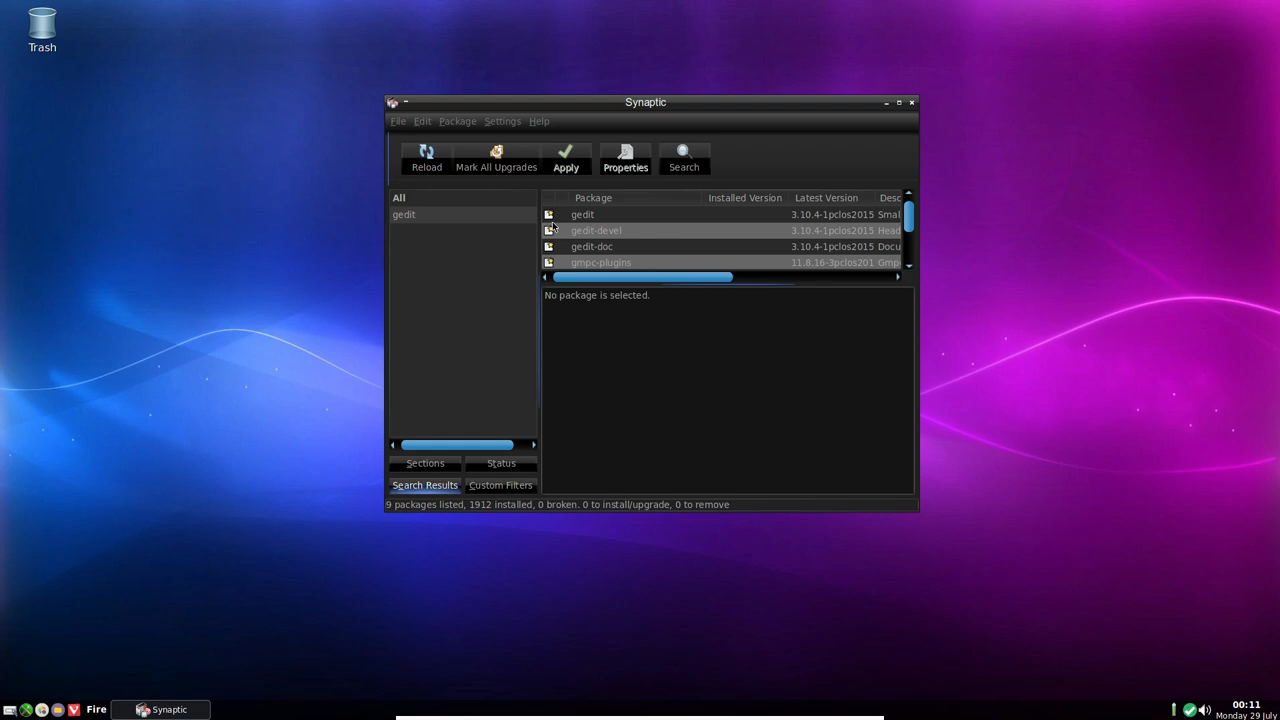 Trash
Synaptic
File Edit Package Settings Help
Reload Mark All Upgrades Apply Properties Search
All
gedit
Package Installed Version Latest Version Desc
gedit 3.10.4-1pclos2015 Smal
gedit-devel 3.10.4-1pclos2015 Head
gedit-doc 3.10.4-1pclos2015 Docu
gmpc-plugins 11.8.16-3pclos201 Gmpc
No package is selected.
Sections Status
Search Results Custom Filters
9 packages listed, 1912 installed, 0 broken. 0 to install/upgrade, 0 to remove
Fire Synaptic
00:11
Monday 29 July